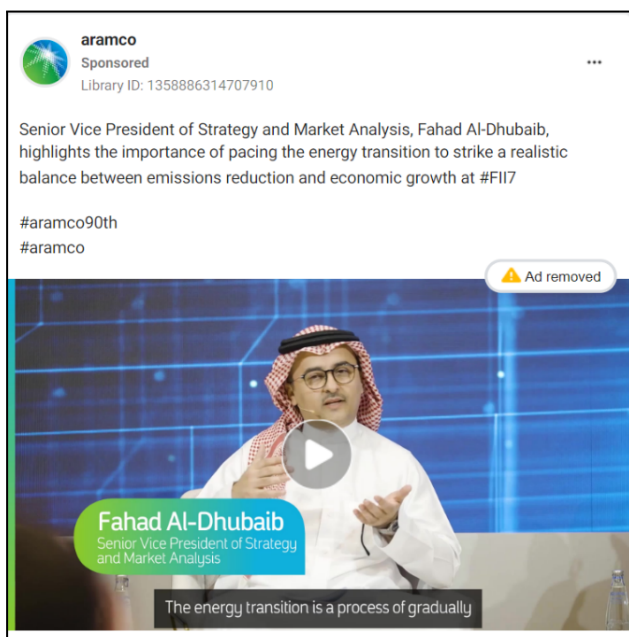 aramco
Sponsored
Library ID: 1358886314707910
Senior Vice President of Strategy and Market Analysis, Fahad Al-Dhubaib,
highlights the importance of pacing the energy transition to strike a realistic
balance between emissions reduction and economic growth at #FII7
#aramco90th
#aramco
Ad removed
Fahad Al-Dhubaib
Senior Vice President of Strategy
and Market Analysis
The energy transition is a process of gradually